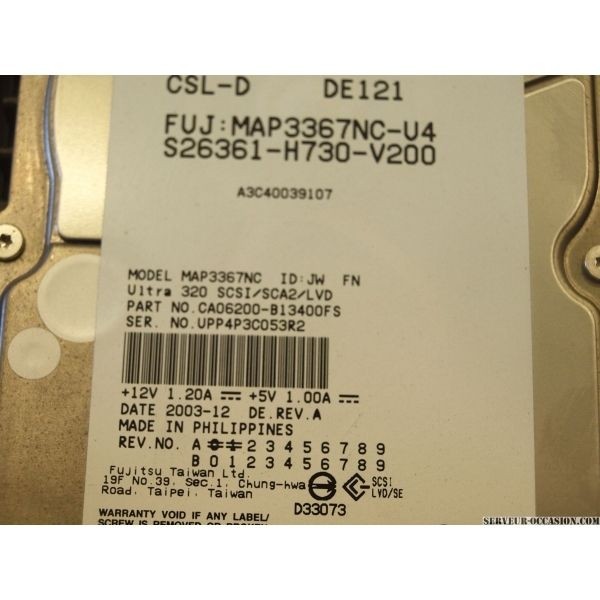 CSL-D DE121
FUJ:MAP3367NC-U4
S26361-H730-V200
A3C40039107
MODEL MAP3367NC ID:JW FN
Ultra 320 SCSI/SCA2/LVD
PART NO.CA06200-B13400FS
SER. NO.UPP4P3C053R2
+12V 1.20A +5V 1.00A
DATE 2003-12 DE.REV.A
MADE IN PHILIPPINES
REV.NO. A 0 1 2 3 4 5 6 7 8 9
B 0 1 2 3 4 5 6 7 8 9
Fujitsu Taiwan Ltd.
19F No.39, Sec.1, Chung-hwa
Road, Taipei, Taiwan
SCSI
LVD/SE
D33073
WARRANTY VOID IF ANY LABEL/
SCREW IS REMOVED OR BROKEN
SERVEUR-OCCASION.COM